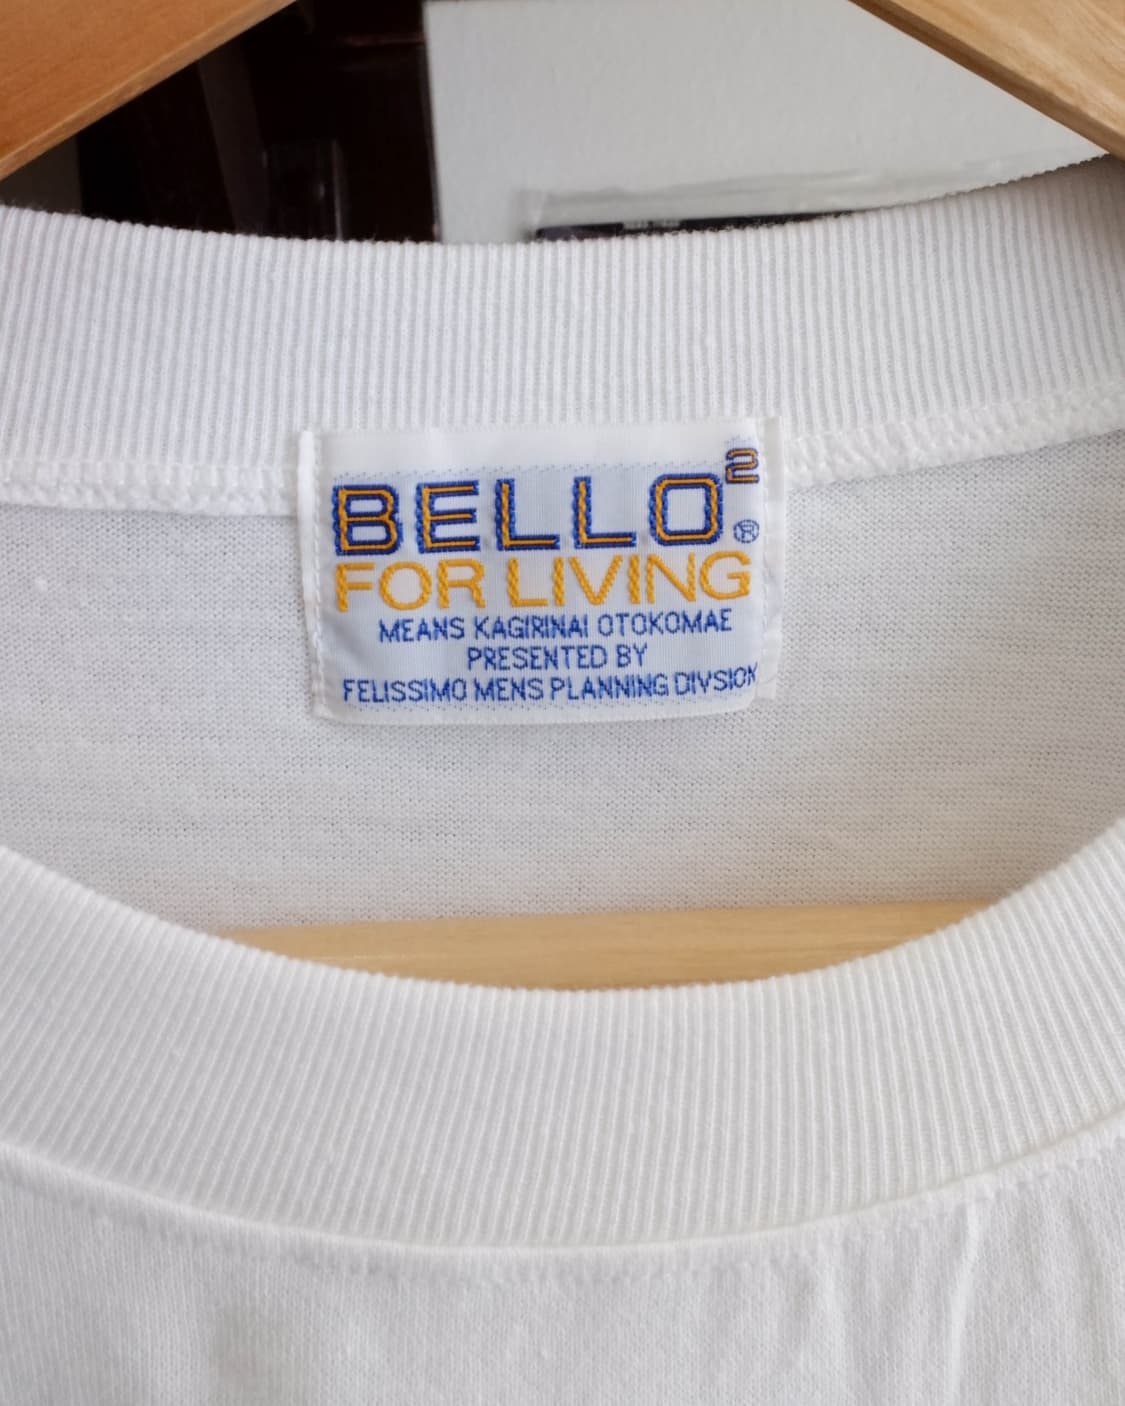 BELLO²®
FOR LIVING
MEANS KAGIRINAI OTOKOMAE
PRESENTED BY
FELISSIMO MENS PLANNING DIVSION